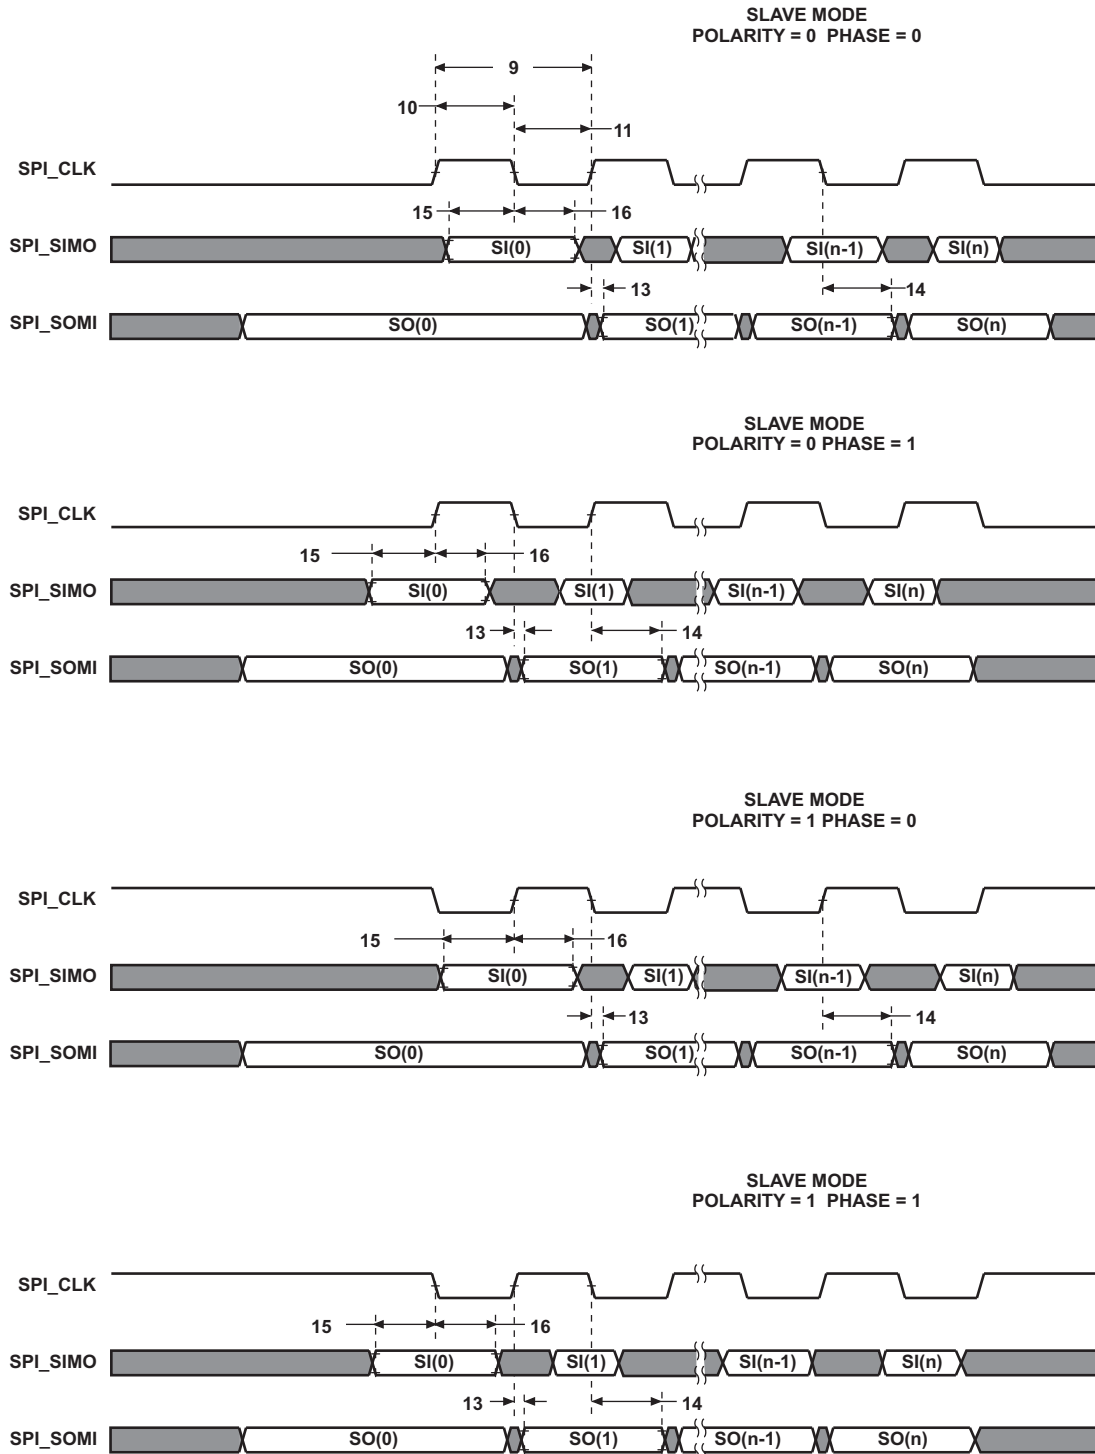 SLAVE MODE
POLARITY = 0 PHASE = 0
9
10
11
SPI_CLK
15
16
SPI_SIMO
SI(0)
SI(1)
SI(n-1)
SI(n)
13
14
SPI_SOMI
SO(0)
SO(1)
SO(n-1)
SO(n)
SLAVE MODE
POLARITY = 0 PHASE = 1
SPI_CLK
15
16
SPI_SIMO
SI(0)
SI(1)
SI(n-1)
SI(n)
13
14
SPI_SOMI
SO(0)
SO(1)
SO(n-1)
SO(n)
SLAVE MODE
POLARITY = 1 PHASE = 0
SPI_CLK
15
16
SPI_SIMO
SI(0)
SI(1)
SI(n-1)
SI(n)
13
14
SPI_SOMI
SO(0)
SO(1)
SO(n-1)
SO(n)
SLAVE MODE
POLARITY = 1 PHASE = 1
SPI_CLK
15
16
SPI_SIMO
SI(0)
SI(1)
SI(n-1)
SI(n)
13
14
SPI_SOMI
SO(0)
SO(1)
SO(n-1)
SO(n)